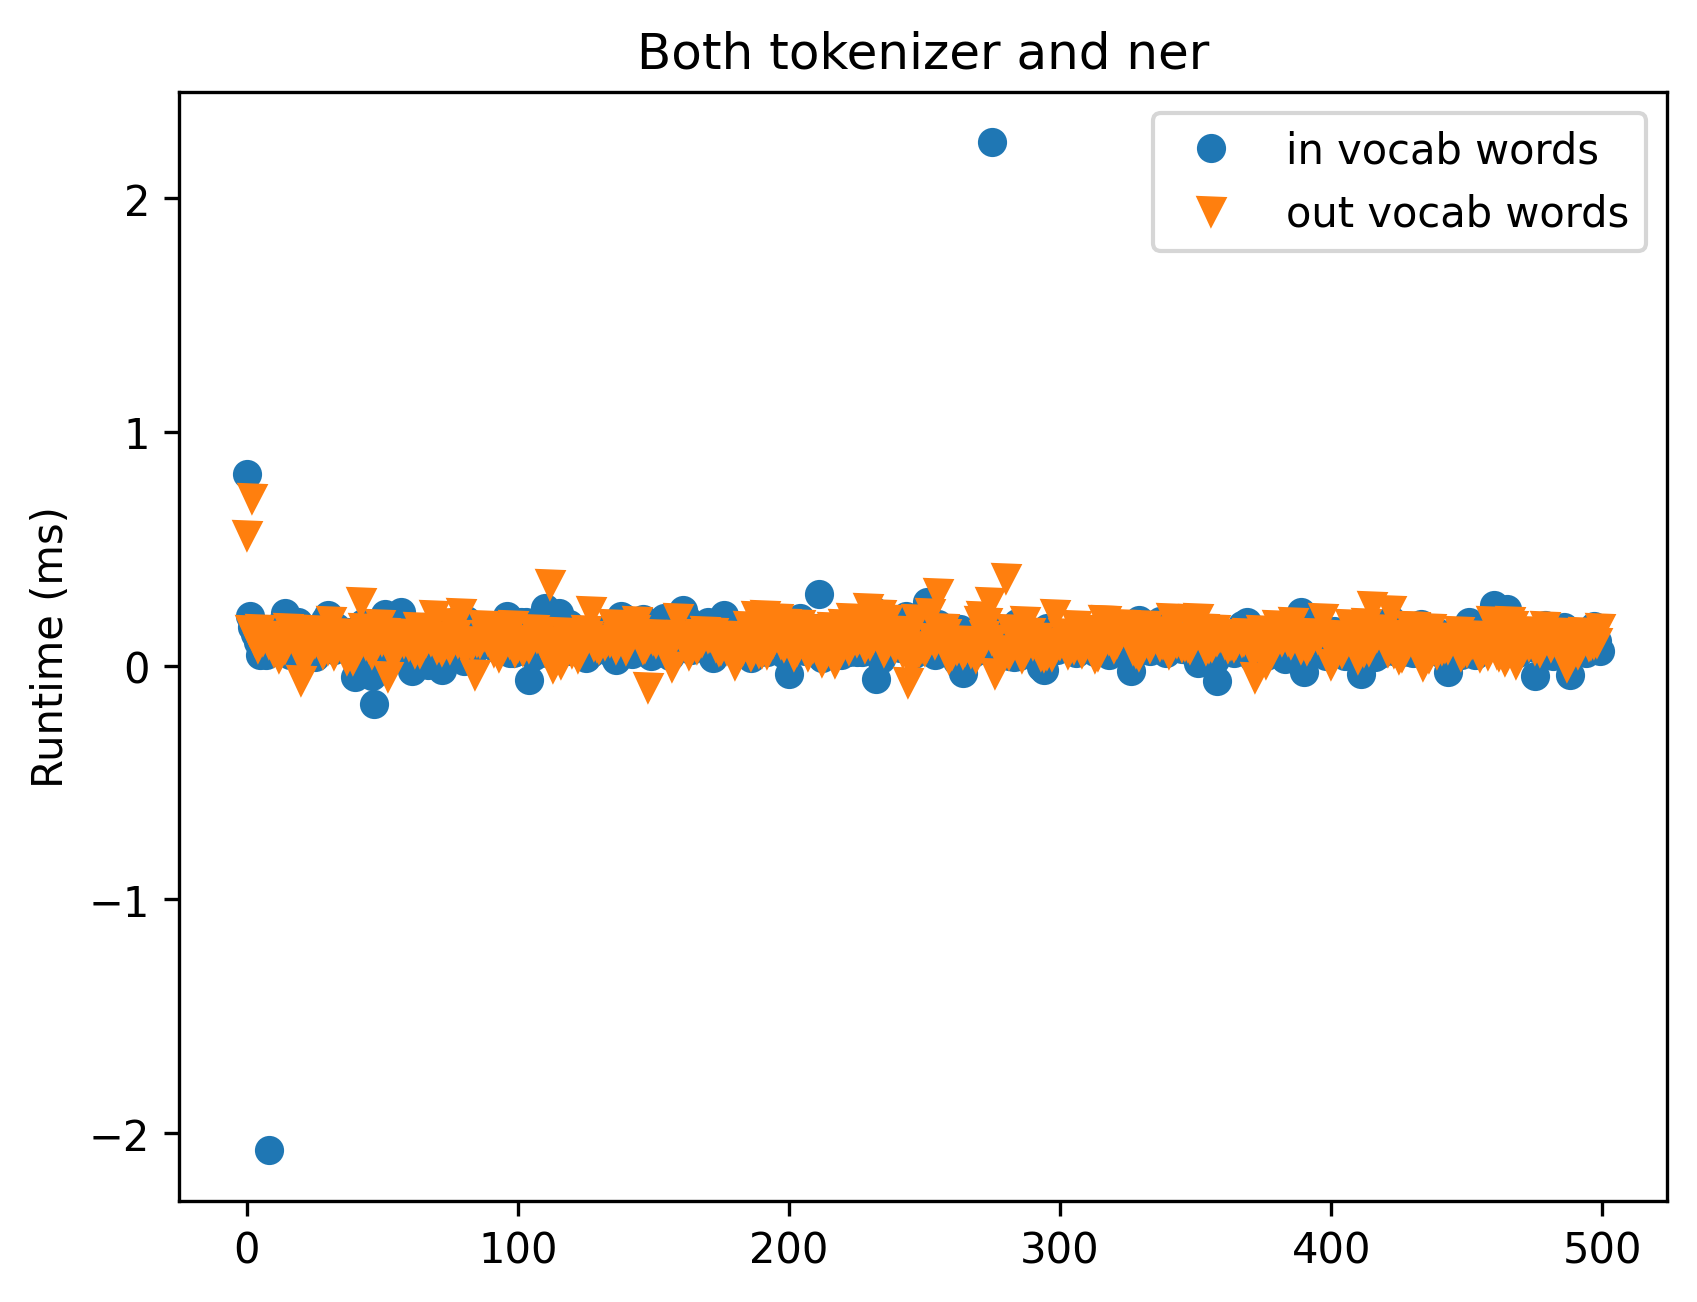 Both tokenizer and ner
in vocab words
out vocab words
Runtime (ms)
2
1
0
−1
−2
0 100 200 300 400 500